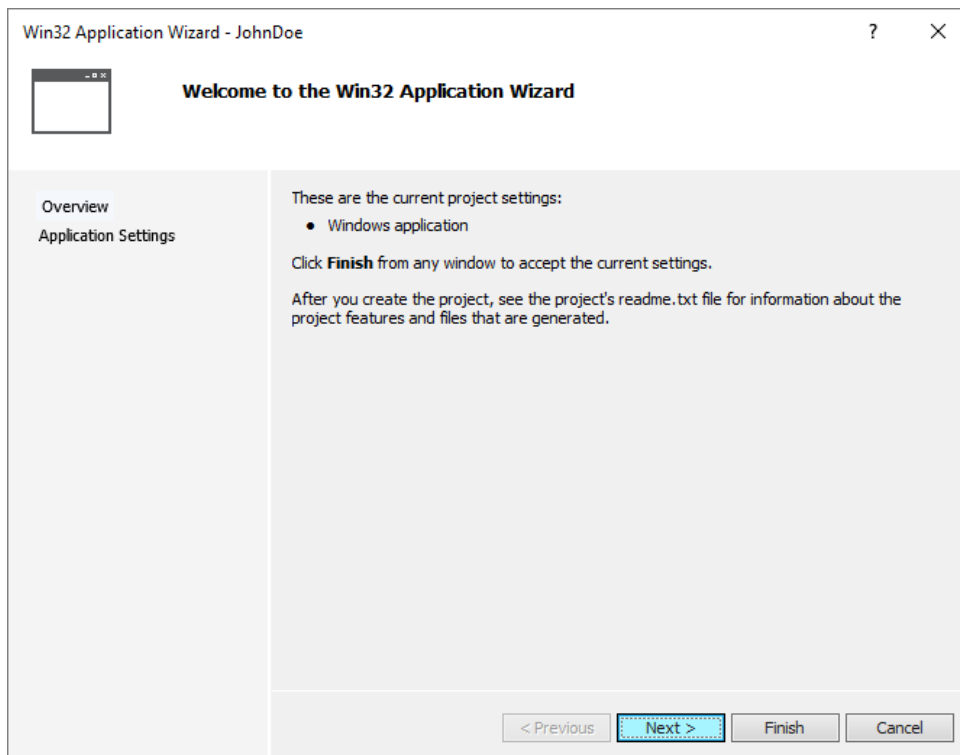 Win32 Application Wizard - JohnDoe
Welcome to the Win32 Application Wizard
Overview
Application Settings
These are the current project settings:
• Windows application
Click Finish from any window to accept the current settings.
After you create the project, see the project's readme.txt file for information about the
project features and files that are generated.
< Previous
Next >
Finish
Cancel